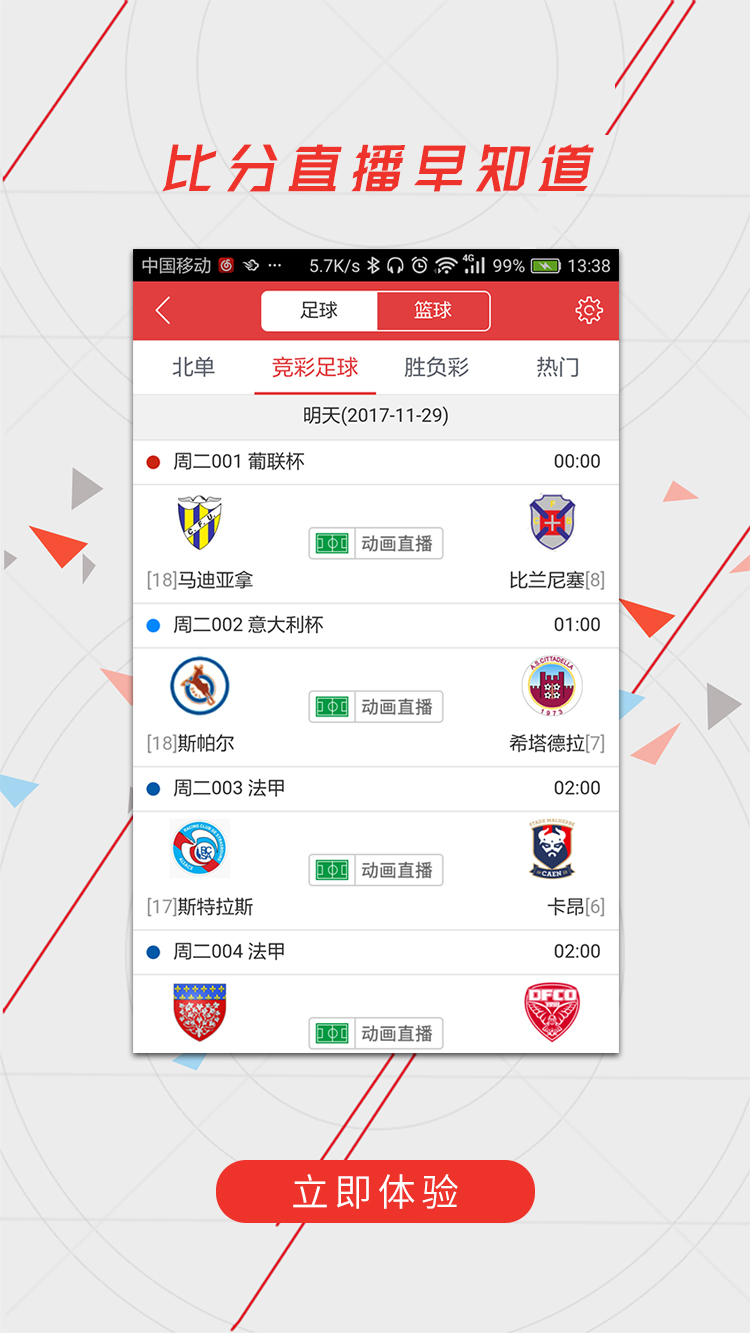 比分直播早知道
中国移动 ... 5.7K/s 4G 99% 13:38
足球 篮球
北单 竞彩足球 胜负彩 热门
明天(2017-11-29)
周二001 葡联杯 00:00
C.F.U.
动画直播
[18]马迪亚拿 比兰尼塞[8]
周二002 意大利杯 01:00
A.S.CITTADELLA
1973
动画直播
[18]斯帕尔 希塔德拉[7]
周二003 法甲 02:00
RACING CLUB DE STRASBOURG
ALSACE
RCSA
STADE MALHERBE
CAEN
动画直播
[17]斯特拉斯 卡昂[6]
周二004 法甲 02:00
DFCO
动画直播
立即体验